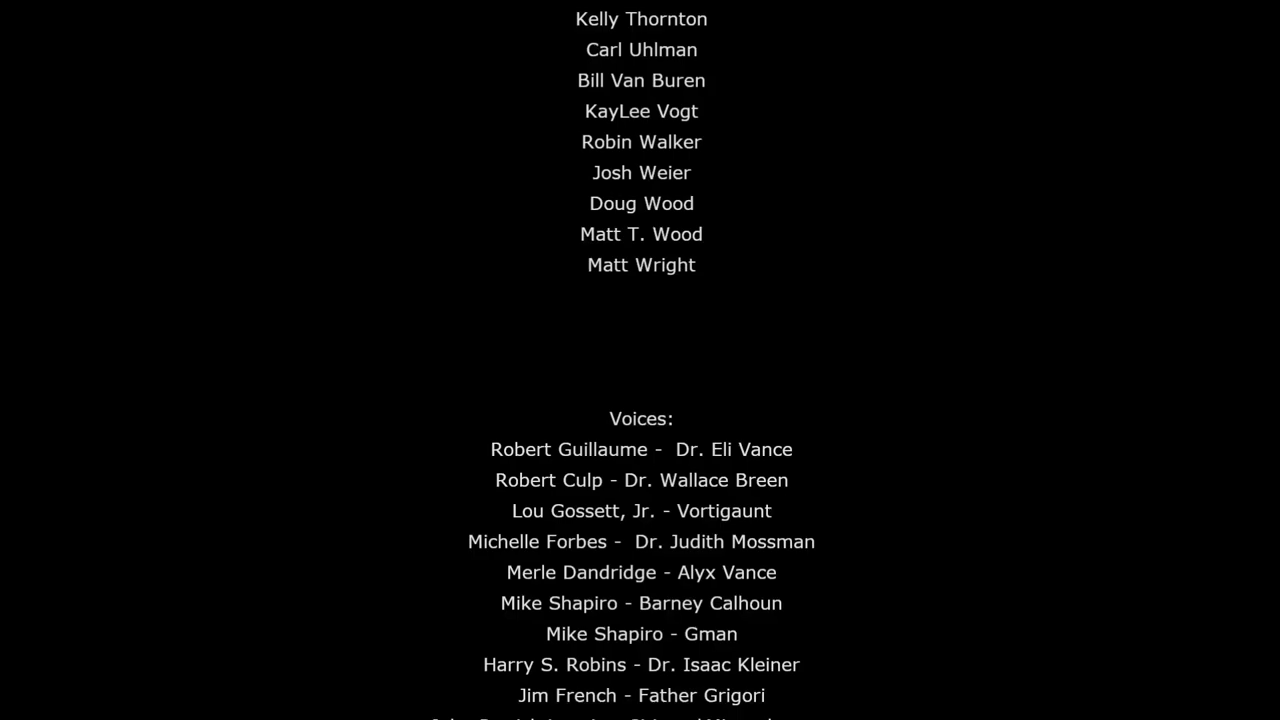 Kelly Thornton
Carl Uhlman
Bill Van Buren
KayLee Vogt
Robin Walker
Josh Weier
Doug Wood
Matt T. Wood
Matt Wright
Voices:
Robert Guillaume -  Dr. Eli Vance
Robert Culp - Dr. Wallace Breen
Lou Gossett, Jr. - Vortigaunt
Michelle Forbes -  Dr. Judith Mossman
Merle Dandridge - Alyx Vance
Mike Shapiro - Barney Calhoun
Mike Shapiro - Gman
Harry S. Robins - Dr. Isaac Kleiner
Jim French - Father Grigori